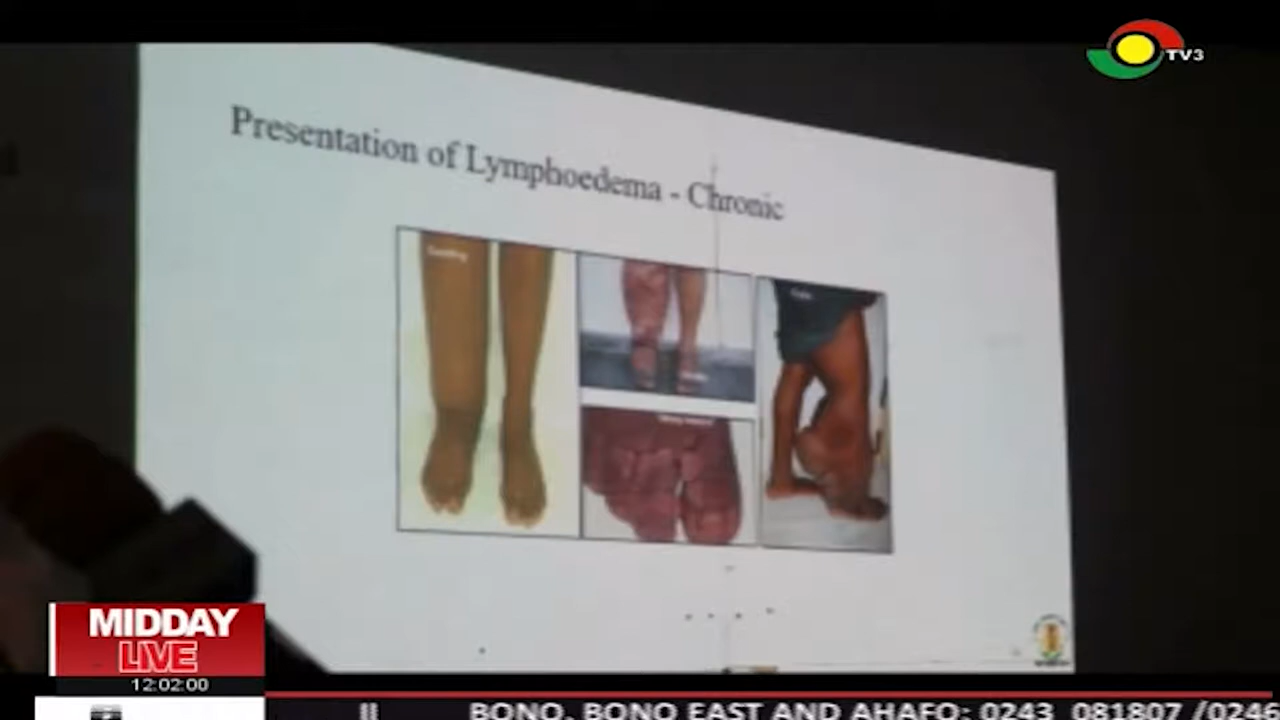 TV3
Presentation of Lymphoedema - Chronic
MIDDAY
LIVE
12:02:00
BONO, BONO EAST AND AHAFO: 0243 081807 /0246